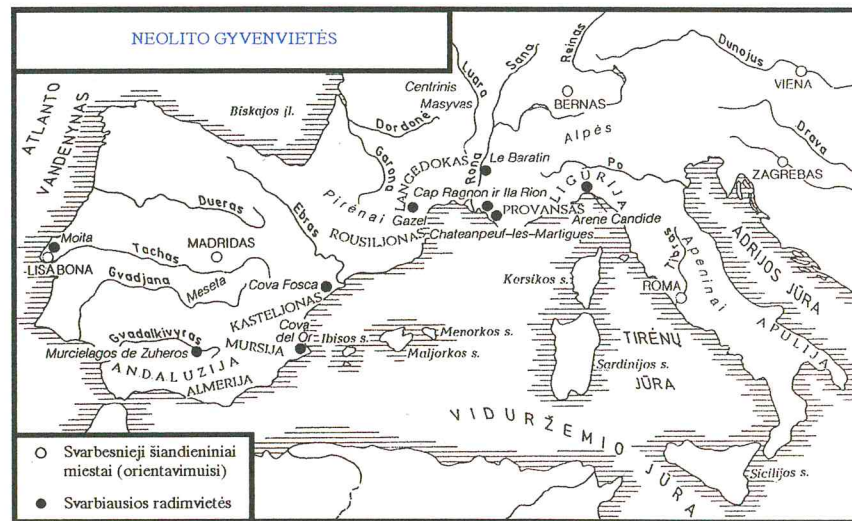 NEOLITO GYVENVIETĖS
ATLANTO
VANDENYNAS
Biskajos įl.
Centrinis
Masyvas
Luara
Sana
Reinas
Dunojus
VIENA
BERNAS
Alpės
Drava
ZAGREBAS
Dordonė
Garona
LANGEDOKAS
Rona
Le Baratin
Po
LIGŪRIJA
Cap Ragnon ir Ila Rion
Pirėnai
Gazel
PROVANSAS
Arene Candide
ROUSILJONAS
Chateanpeuf–les–Martigues
Ebras
Dueras
Moita
Tachas
MADRIDAS
LISABONA
Gvadjana
Meseta
Cova Fosca
KASTELJONAS
Cova
del Or
Ibisos s.
Menorkos s.
Maljorkos s.
Gvadalkivyras
MURSIJA
Murcielagos de Zuheros
ANDALUZIJA
ALMERIJA
Korsikos s.
Tibras
Apeninai
ROMA
ADRIJOS JŪRA
APULIJA
TIRĖNŲ
JŪRA
Sardinijos s.
VIDURŽEMIO
JŪRA
Sicilijos s.
Svarbesnieji šiandieniniai
miestai (orientavimuisi)
Svarbiausios radimvietės